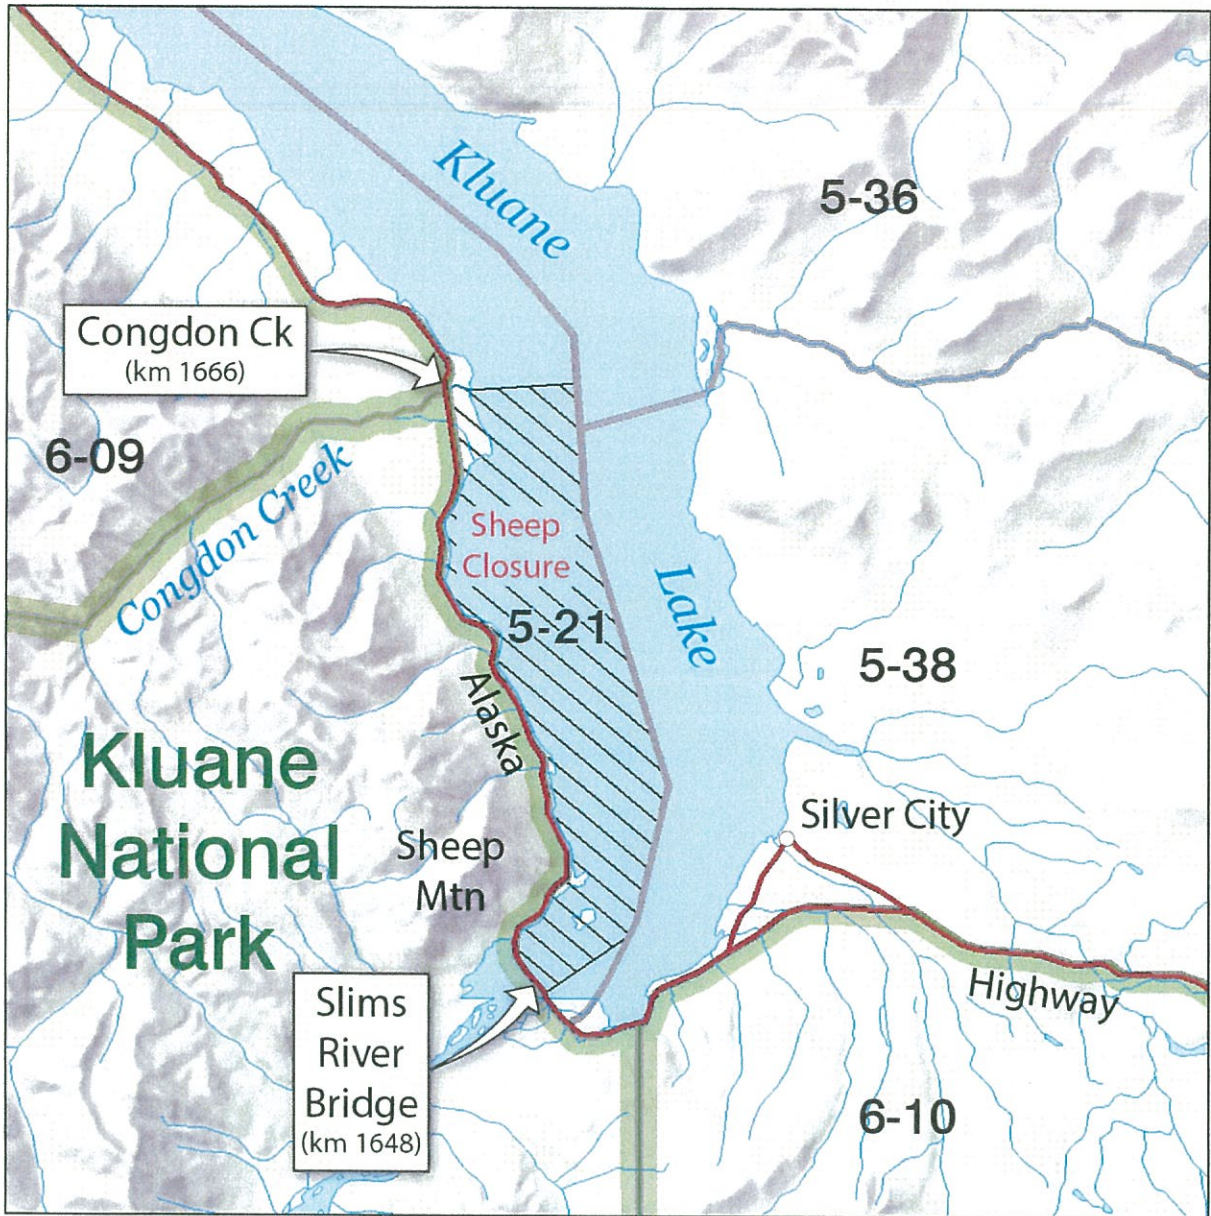 Kluane
5-36
Congdon Ck
(km 1666)
6-09
Congdon Creek
Sheep
Closure
5-21
Lake
5-38
Alaska
Kluane
National
Park
Sheep
Mtn
Silver City
Slims
River
Bridge
(km 1648)
Highway
6-10